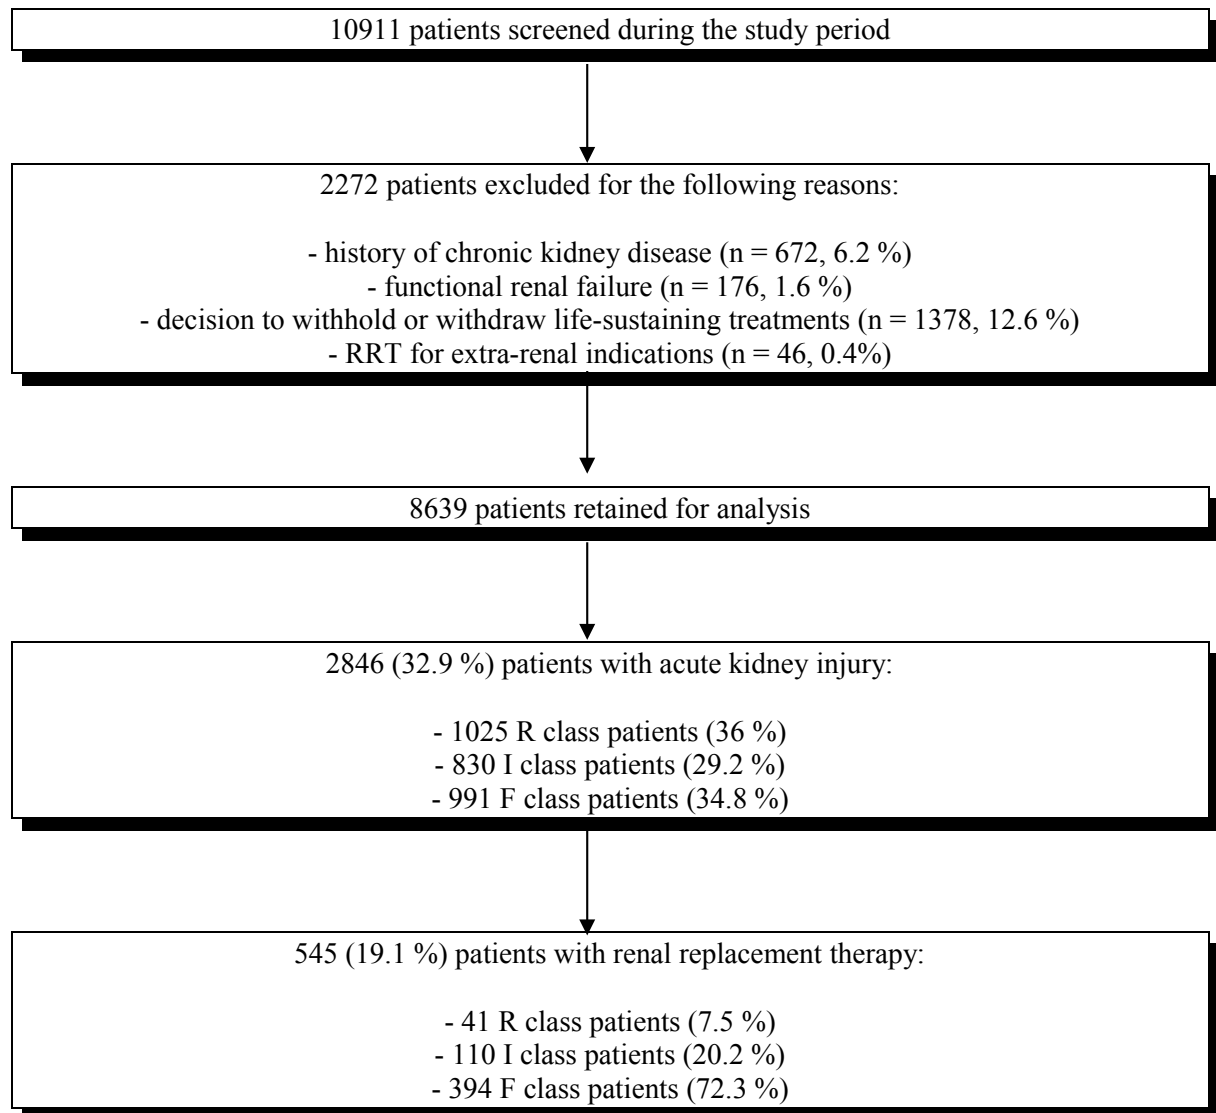 10911 patients screened during the study period
2272 patients excluded for the following reasons:
- history of chronic kidney disease (n = 672, 6.2 %)
- functional renal failure (n = 176, 1.6 %)
- decision to withhold or withdraw life-sustaining treatments (n = 1378, 12.6 %)
- RRT for extra-renal indications (n = 46, 0.4%)
8639 patients retained for analysis
2846 (32.9 %) patients with acute kidney injury:
- 1025 R class patients (36 %)
- 830 I class patients (29.2 %)
- 991 F class patients (34.8 %)
545 (19.1 %) patients with renal replacement therapy:
- 41 R class patients (7.5 %)
- 110 I class patients (20.2 %)
- 394 F class patients (72.3 %)